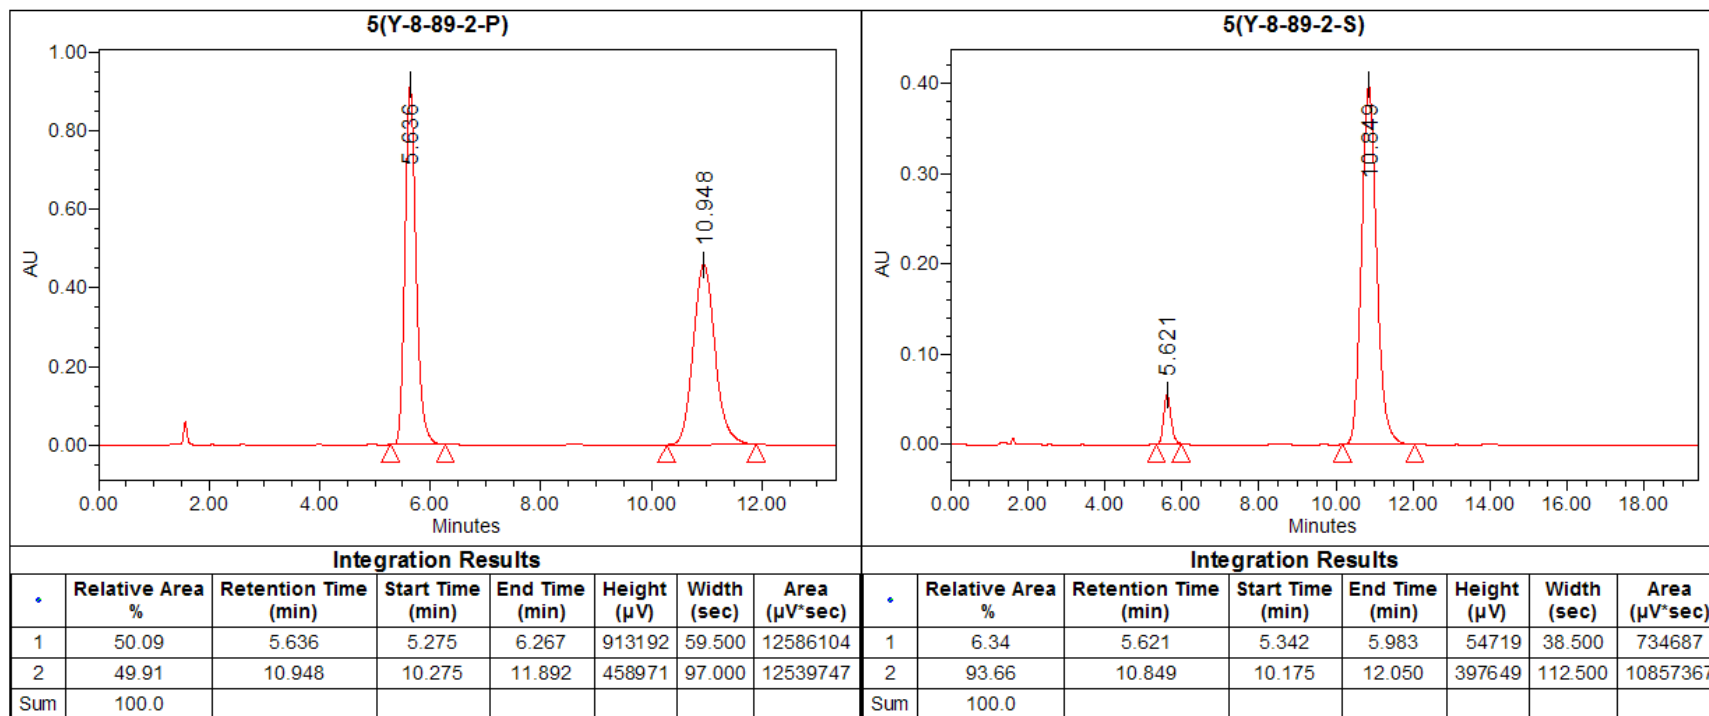 5(Y-8-89-2-P)
1.00
0.80
0.60
0.40
0.20
0.00
AU
5.636
10.948
0.00 2.00 4.00 6.00 8.00 10.00 12.00
Minutes
Integration Results
Relative Area % Retention Time (min) Start Time (min) End Time (min) Height (µV) Width (sec) Area (µV*sec)
1 50.09 5.636 5.275 6.267 913192 59.500 12586104
2 49.91 10.948 10.275 11.892 458971 97.000 12539747
Sum 100.0
5(Y-8-89-2-S)
0.40
0.30
0.20
0.10
0.00
AU
5.621
10.849
0.00 2.00 4.00 6.00 8.00 10.00 12.00 14.00 16.00 18.00
Minutes
Integration Results
Relative Area % Retention Time (min) Start Time (min) End Time (min) Height (µV) Width (sec) Area (µV*sec)
1 6.34 5.621 5.342 5.983 54719 38.500 734687
2 93.66 10.849 10.175 12.050 397649 112.500 10857367
Sum 100.0